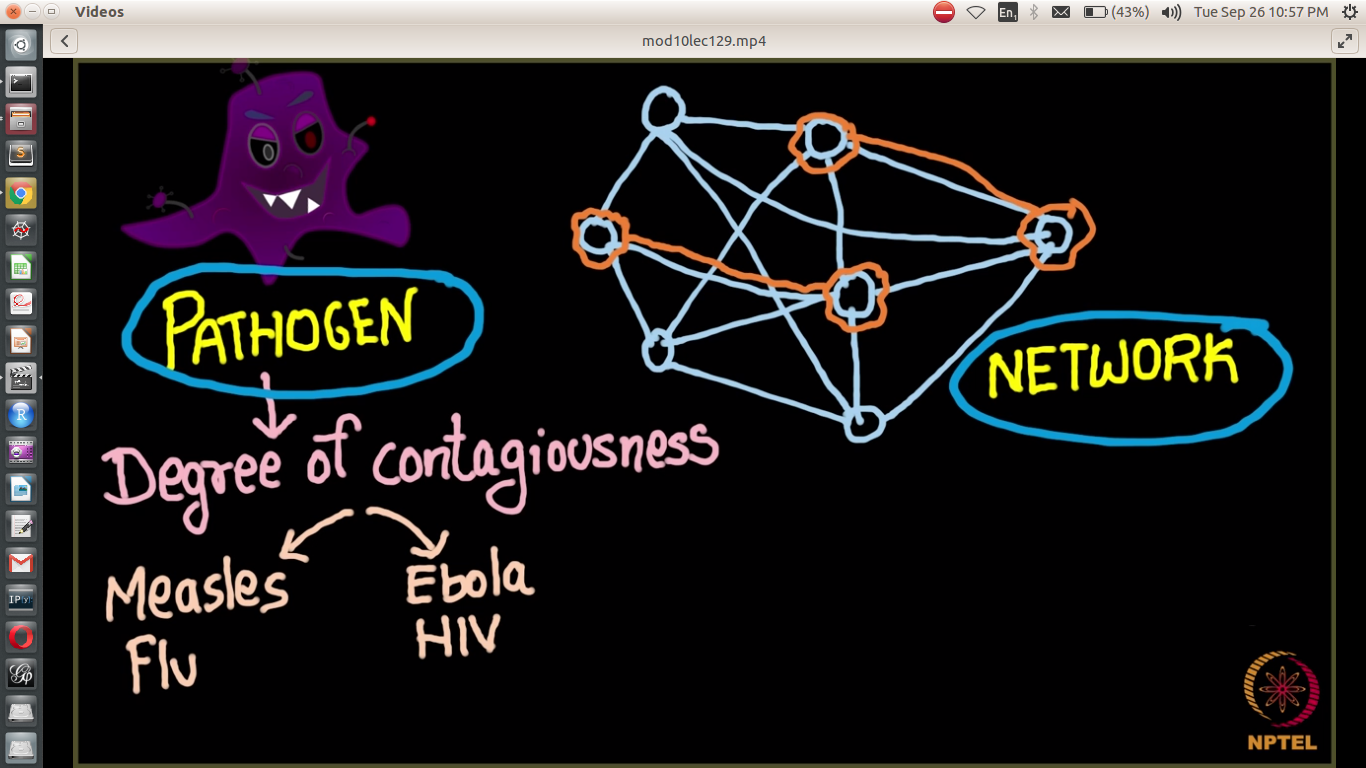 Videos
En1
(43%)
Tue Sep 26 10:57 PM
mod10lec129.mp4
PATHOGEN
NETWORK
Degree of contagiousness
Measles
Ebola
Flu
HIV
NPTEL